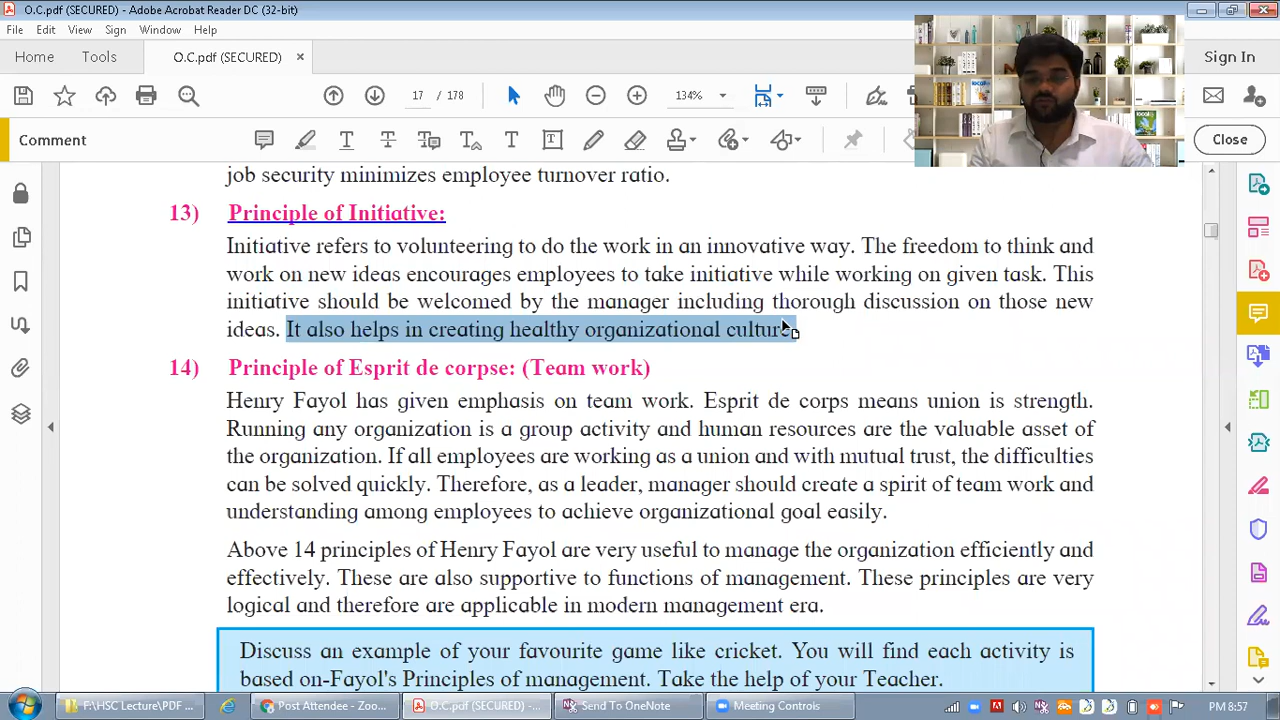 O.C.pdf (SECURED) - Adobe Acrobat Reader DC (32-bit)
File Edit View Sign Window Help
Home Tools O.C.pdf (SECURED) × Sign In
17 / 178 134%
Comment Close
job security minimizes employee turnover ratio.
13) Principle of Initiative:
Initiative refers to volunteering to do the work in an innovative way. The freedom to think and
work on new ideas encourages employees to take initiative while working on given task. This
initiative should be welcomed by the manager including thorough discussion on those new
ideas. It also helps in creating healthy organizational culture.
14) Principle of Esprit de corpse: (Team work)
Henry Fayol has given emphasis on team work. Esprit de corps means union is strength.
Running any organization is a group activity and human resources are the valuable asset of
the organization. If all employees are working as a union and with mutual trust, the difficulties
can be solved quickly. Therefore, as a leader, manager should create a spirit of team work and
understanding among employees to achieve organizational goal easily.
Above 14 principles of Henry Fayol are very useful to manage the organization efficiently and
effectively. These are also supportive to functions of management. These principles are very
logical and therefore are applicable in modern management era.
Discuss an example of your favourite game like cricket. You will find each activity is
based on-Fayol's Principles of management. Take the help of your Teacher.
F:\HSC Lecture\PDF ... Post Attendee - Zoo... O.C.pdf (SECURED) -... Send To OneNote Meeting Controls PM 8:57